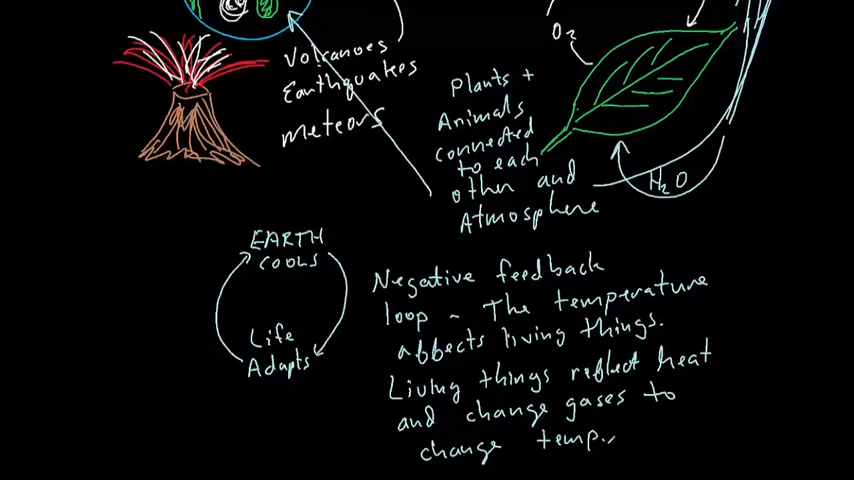 Volcanoes
Earthquakes
meteors
O2
Plants +
Animals
connected
to each
other and
Atmosphere
H2O
EARTH
COOLS
Life
Adapts
Negative feedback
loop - The temperature
affects living things.
Living things reflect heat
and change gases to
change temp.